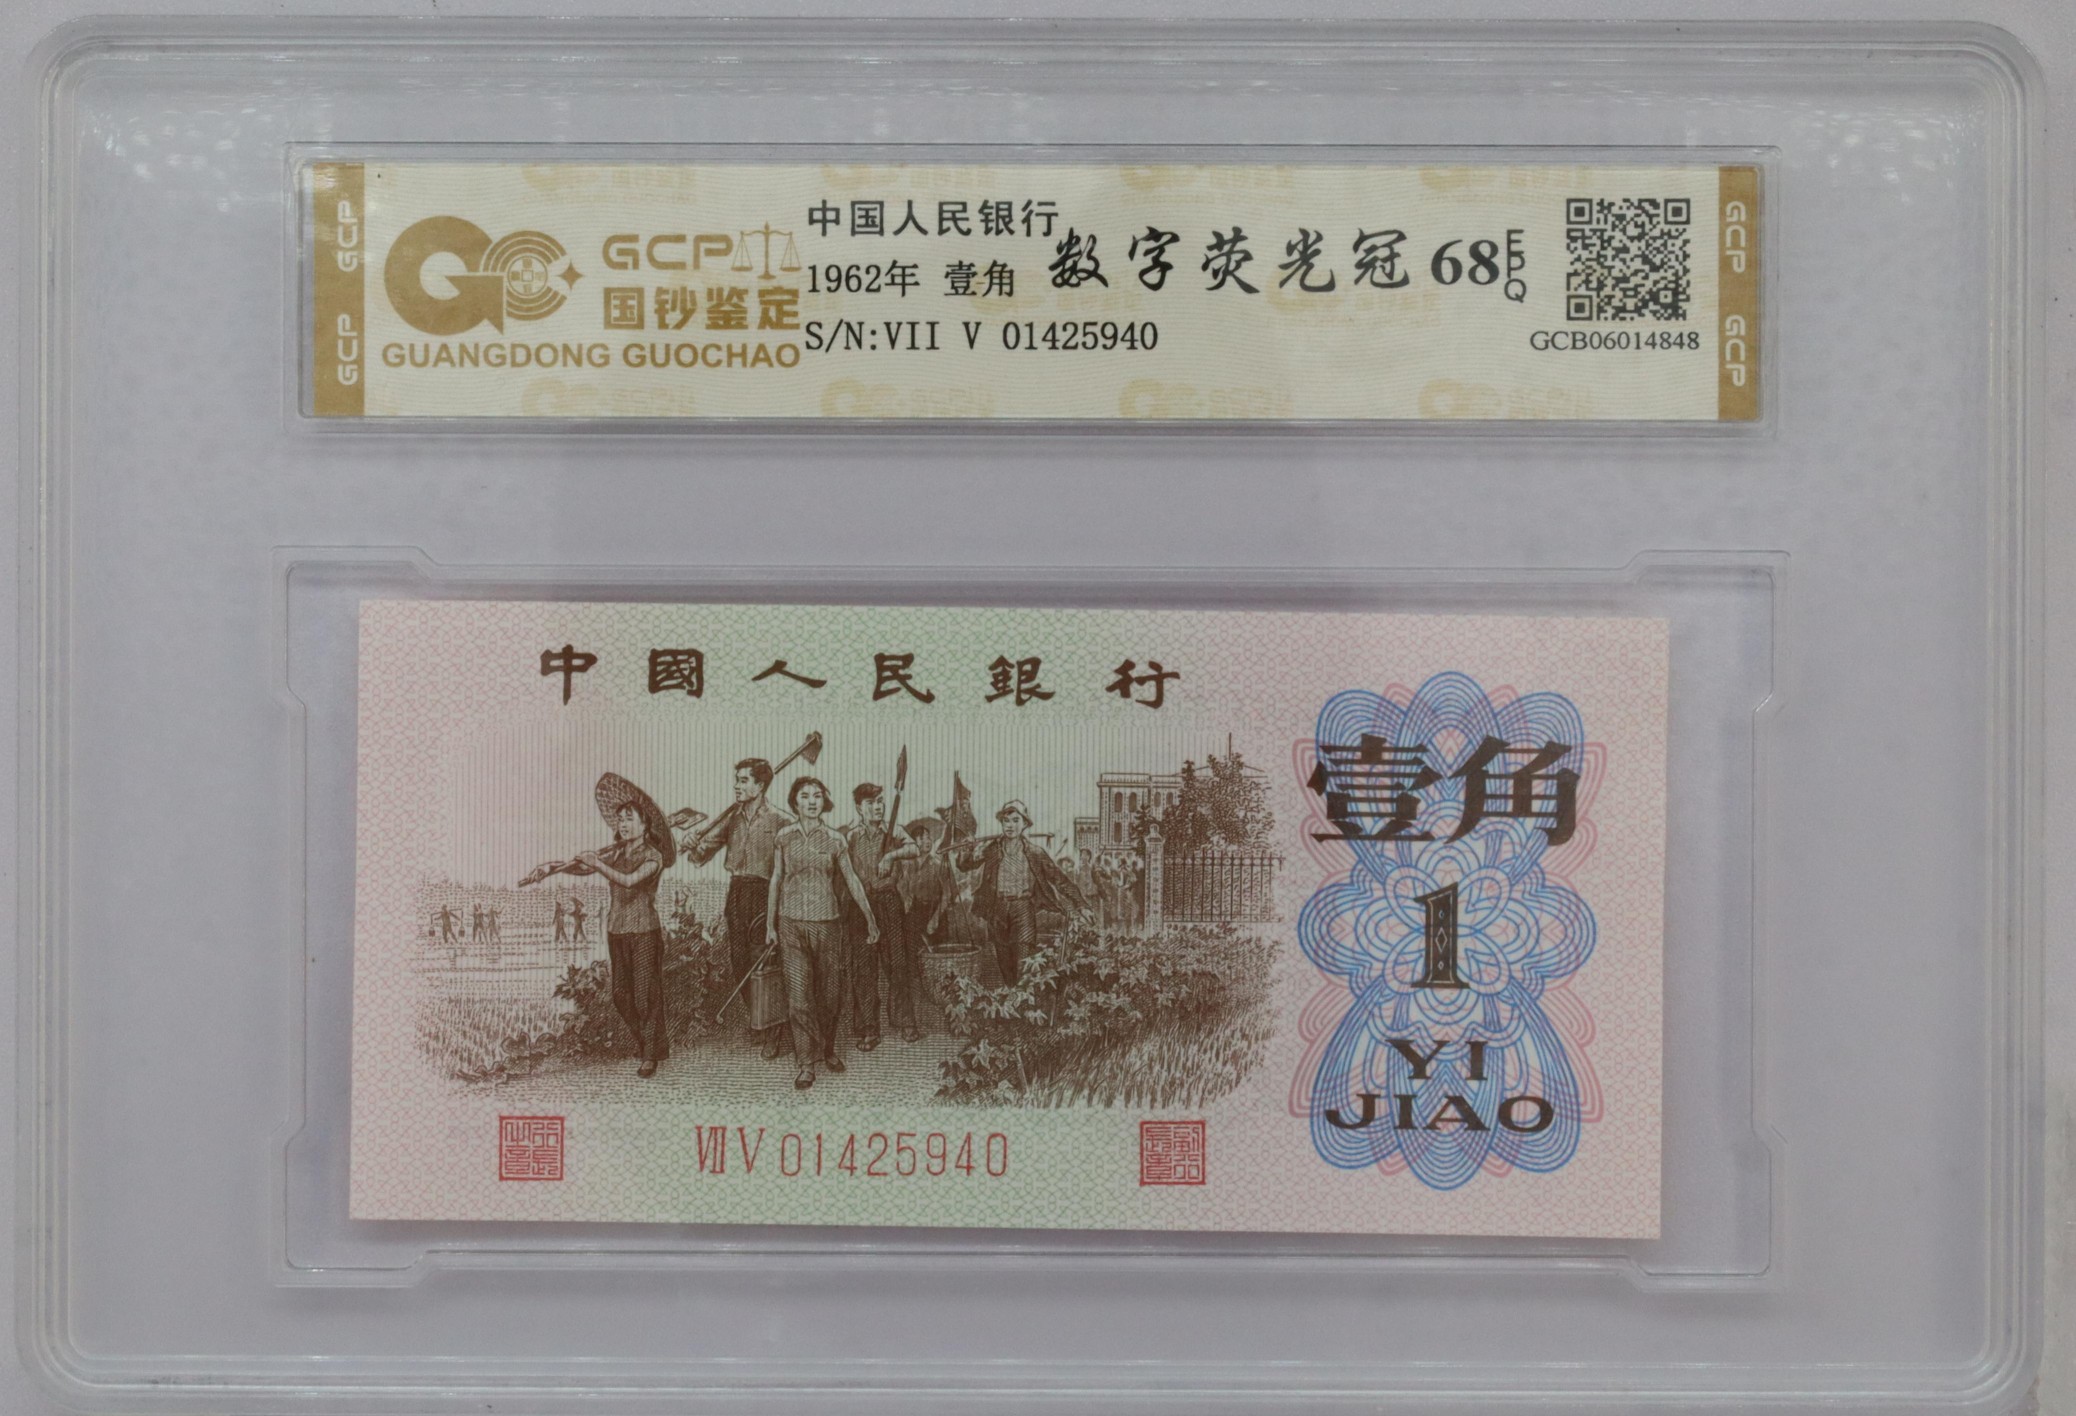 GCP GCP
GCP
国钞鉴定
GUANGDONG GUOCHAO
中国人民银行
1962年 壹角
S/N:VII V 01425940
数字荧光冠 68 EPQ
GCB06014848
GCP GCP
中國人民銀行
壹角
1
YI
JIAO
VII V 01425940